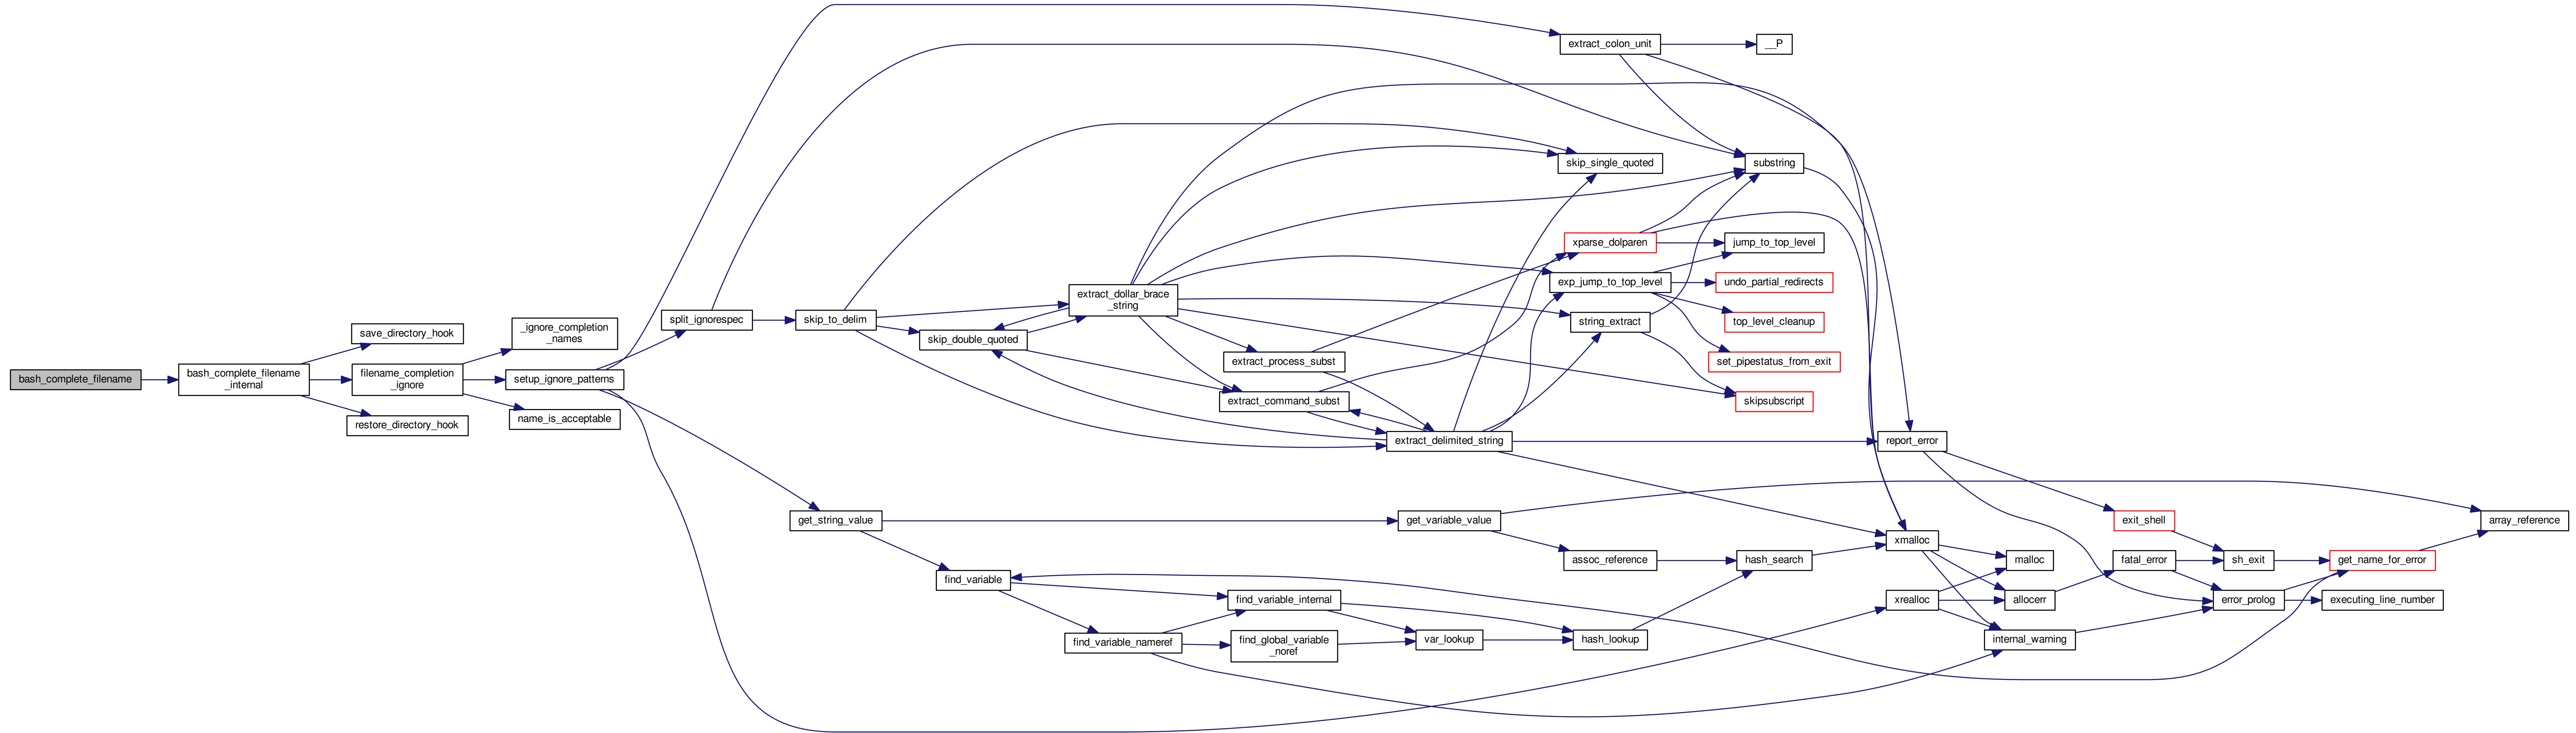 bash_complete_filename
bash_complete_filename
_internal
save_directory_hook
filename_completion
_ignore
restore_directory_hook
_ignore_completion
_names
setup_ignore_patterns
name_is_acceptable
split_ignorespec
skip_to_delim
get_string_value
skip_double_quoted
find_variable
extract_dollar_brace
_string
find_variable_nameref
extract_process_subst
extract_command_subst
find_variable_internal
find_global_variable
_noref
extract_delimited_string
get_variable_value
var_lookup
extract_colon_unit
skip_single_quoted
xparse_dolparen
exp_jump_to_top_level
string_extract
assoc_reference
hash_lookup
__P
substring
jump_to_top_level
undo_partial_redirects
top_level_cleanup
set_pipestatus_from_exit
skipsubscript
hash_search
report_error
xmalloc
xrealloc
malloc
allocerr
internal_warning
exit_shell
fatal_error
sh_exit
error_prolog
get_name_for_error
executing_line_number
array_reference